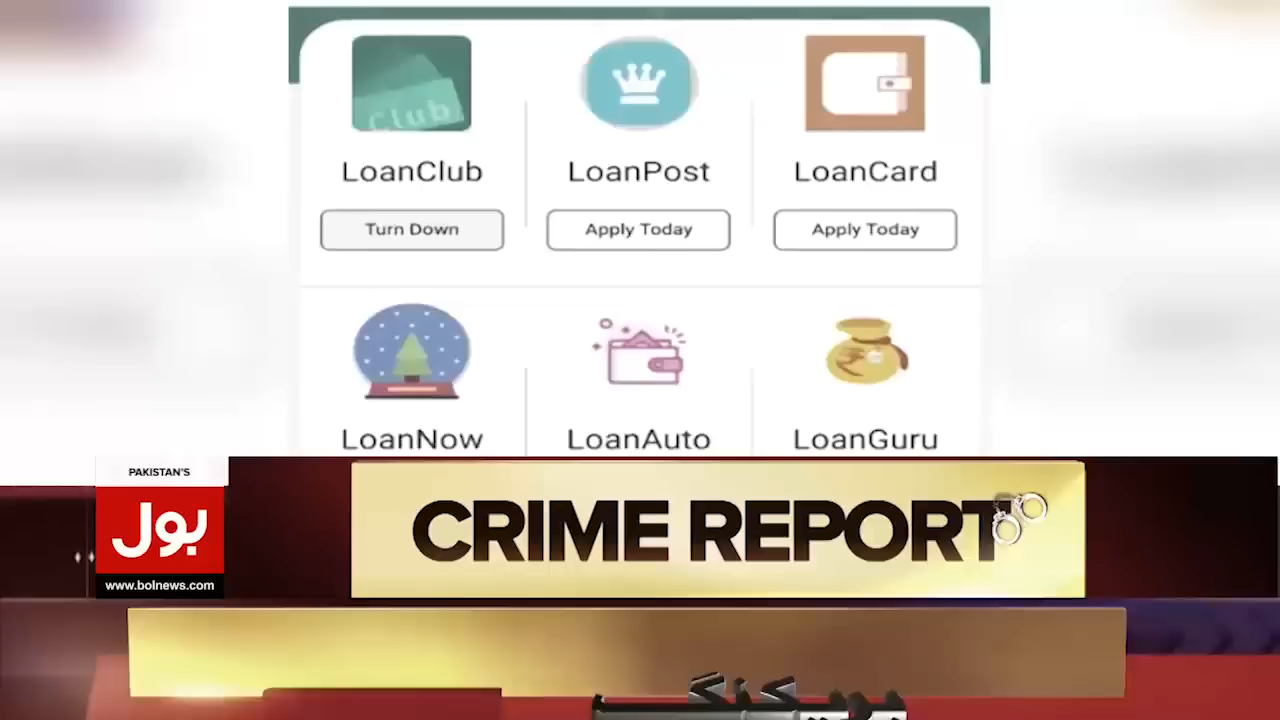 Club
LoanClub
LoanPost
LoanCard
Turn Down
Apply Today
Apply Today
LoanNow
LoanAuto
LoanGuru
PAKISTAN'S
بول
www.bolnews.com
CRIME REPORT